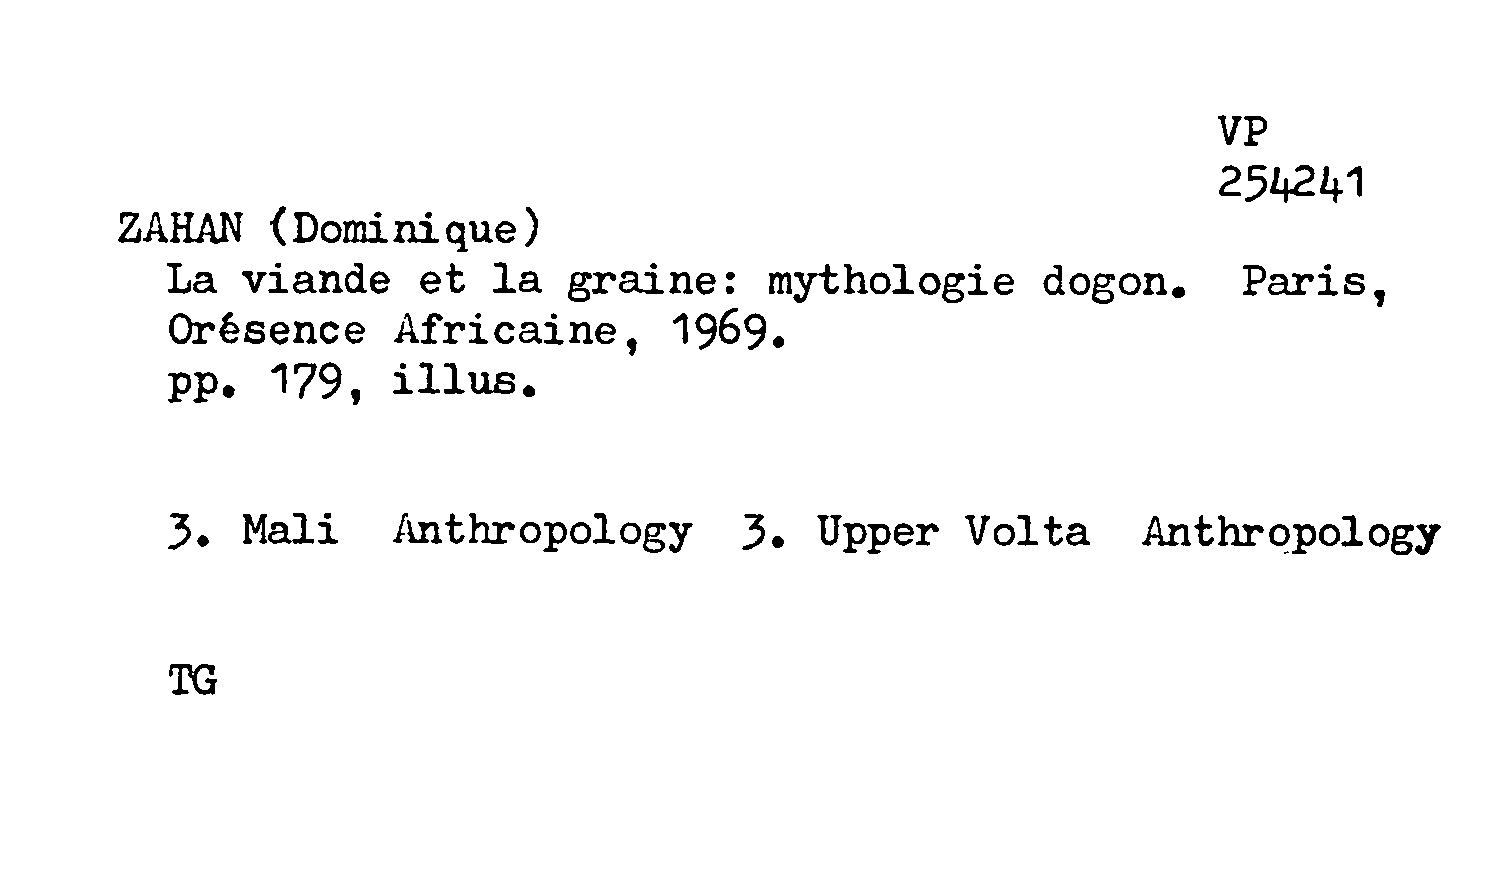 VP
254241
ZAHAN (Dominique)
La viande et la graine: mythologie dogon. Paris,
Orésence Africaine, 1969.
pp. 179, illus.
3. Mali Anthropology 3. Upper Volta Anthropology
TG